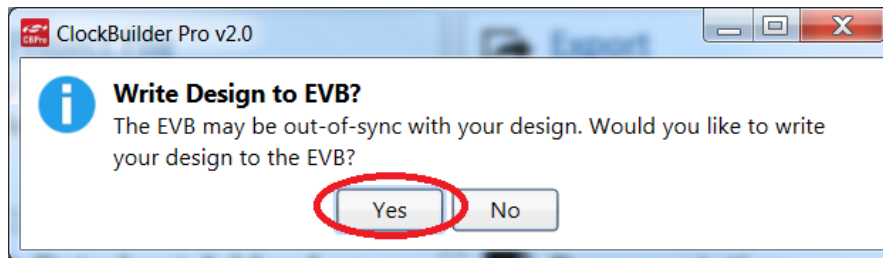 CBPro
ClockBuilder Pro v2.0
Export
Write Design to EVB?
The EVB may be out-of-sync with your design. Would you like to write
your design to the EVB?
Yes No